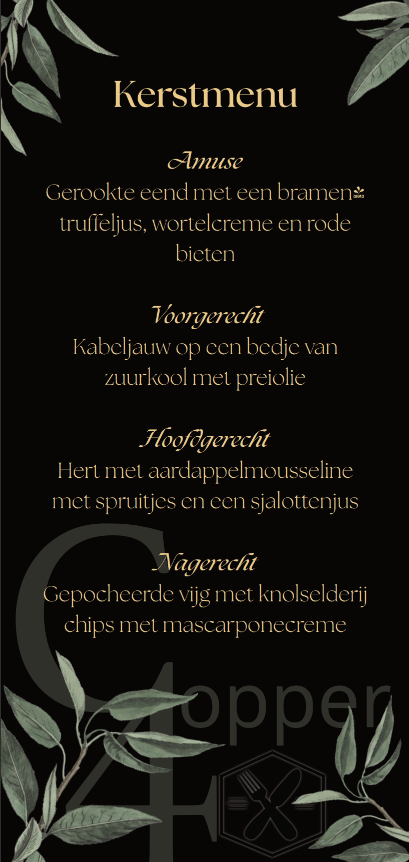 Kerstmenu
Amuse
Gerookte eend met een bramen
truffeljus, wortelcreme en rode
bieten
Voorgerecht
Kabeljauw op een bedje van
zuurkool met preiolie
Hoofdgerecht
Hert met aardappelmousseline
met spruitjes en een sjalottenjus
Nagerecht
Gepocheerde vijg met knolselderij
chips met mascarponecreme
Copper
4